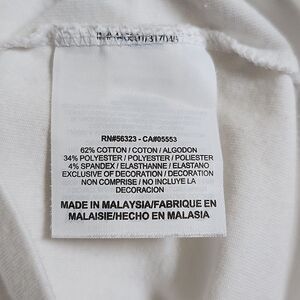 RN#56323 - CA#05553
62% COTTON / COTON / ALGODON
34% POLYESTER / POLYESTER / POLIESTER
4% SPANDEX / ELASTHANNE / ELASTANO
EXCLUSIVE OF DECORATION / DECORATION
NON COMPRISE / NO INCLUYE LA
DECORACION
MADE IN MALAYSIA/FABRIQUE EN
MALAISIE/HECHO EN MALASIA